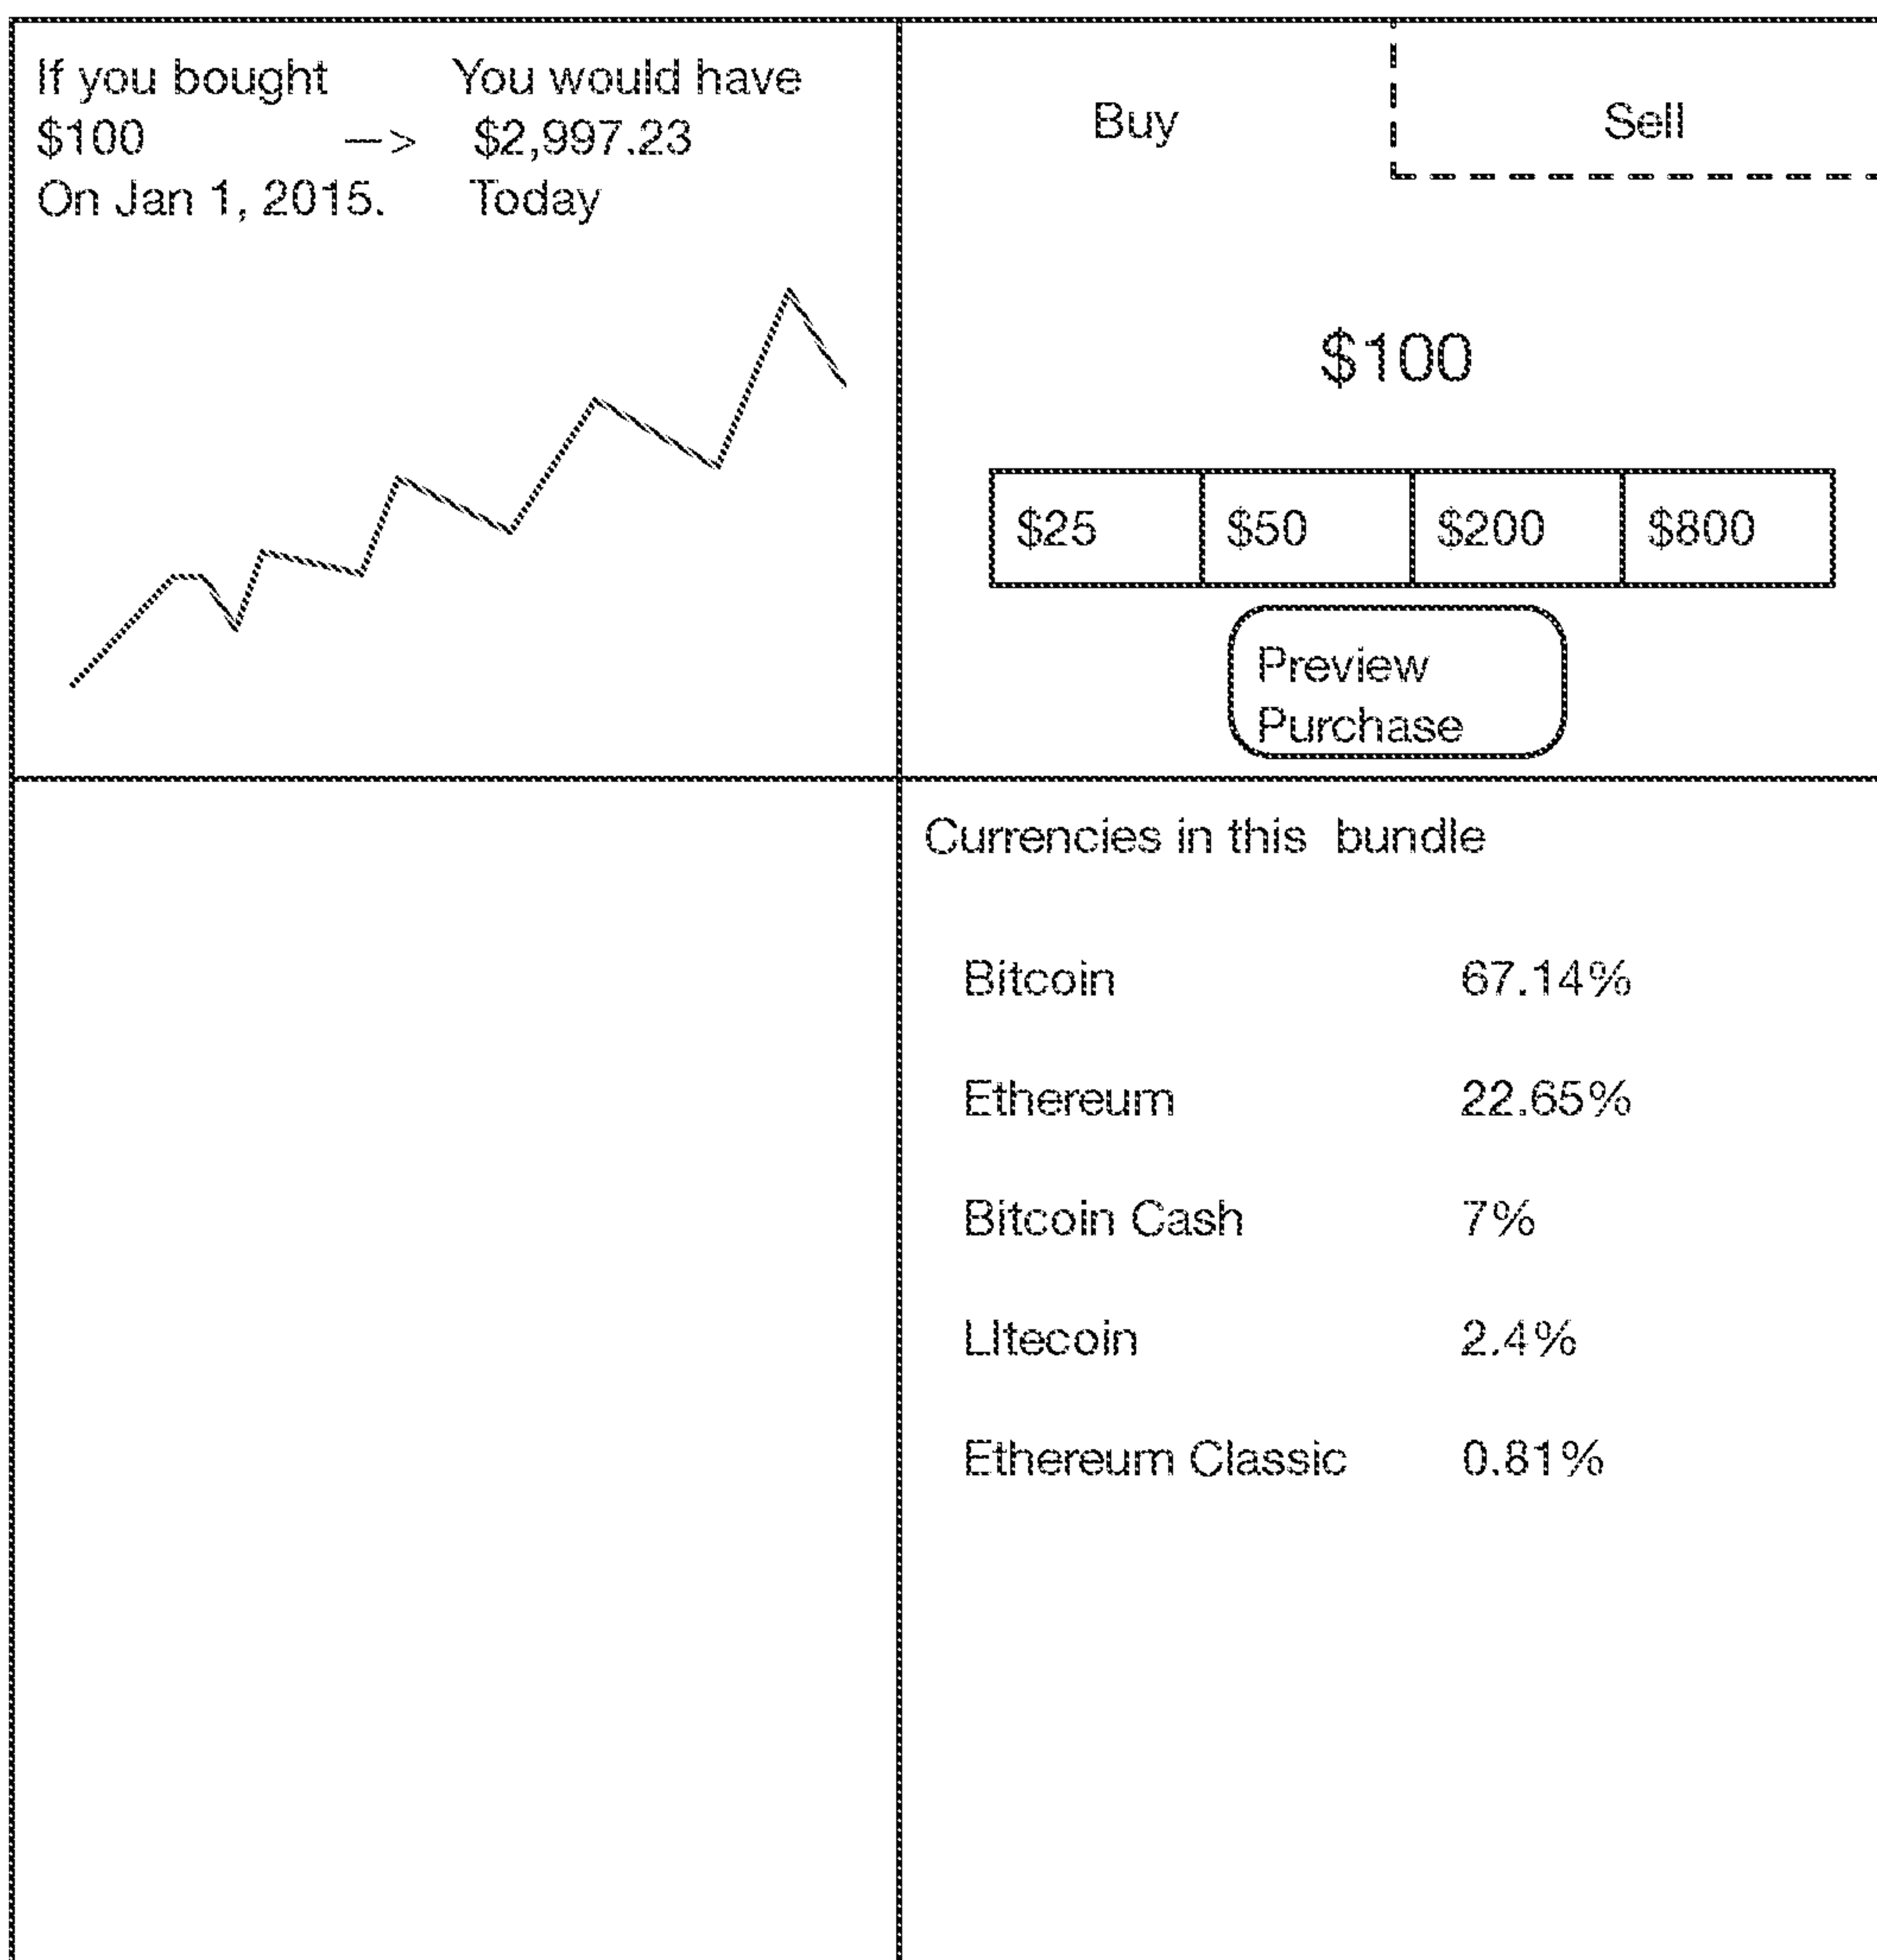 If you bought You would have
$100 —> $2,997.23
On Jan 1, 2015. Today
Buy Sell
$100
$25 $50 $200 $800
Preview
Purchase
Currencies in this bundle
Bitcoin 67.14%
Ethereum 22.65%
Bitcoin Cash 7%
LItecoin 2.4%
Ethereum Classic 0.81%